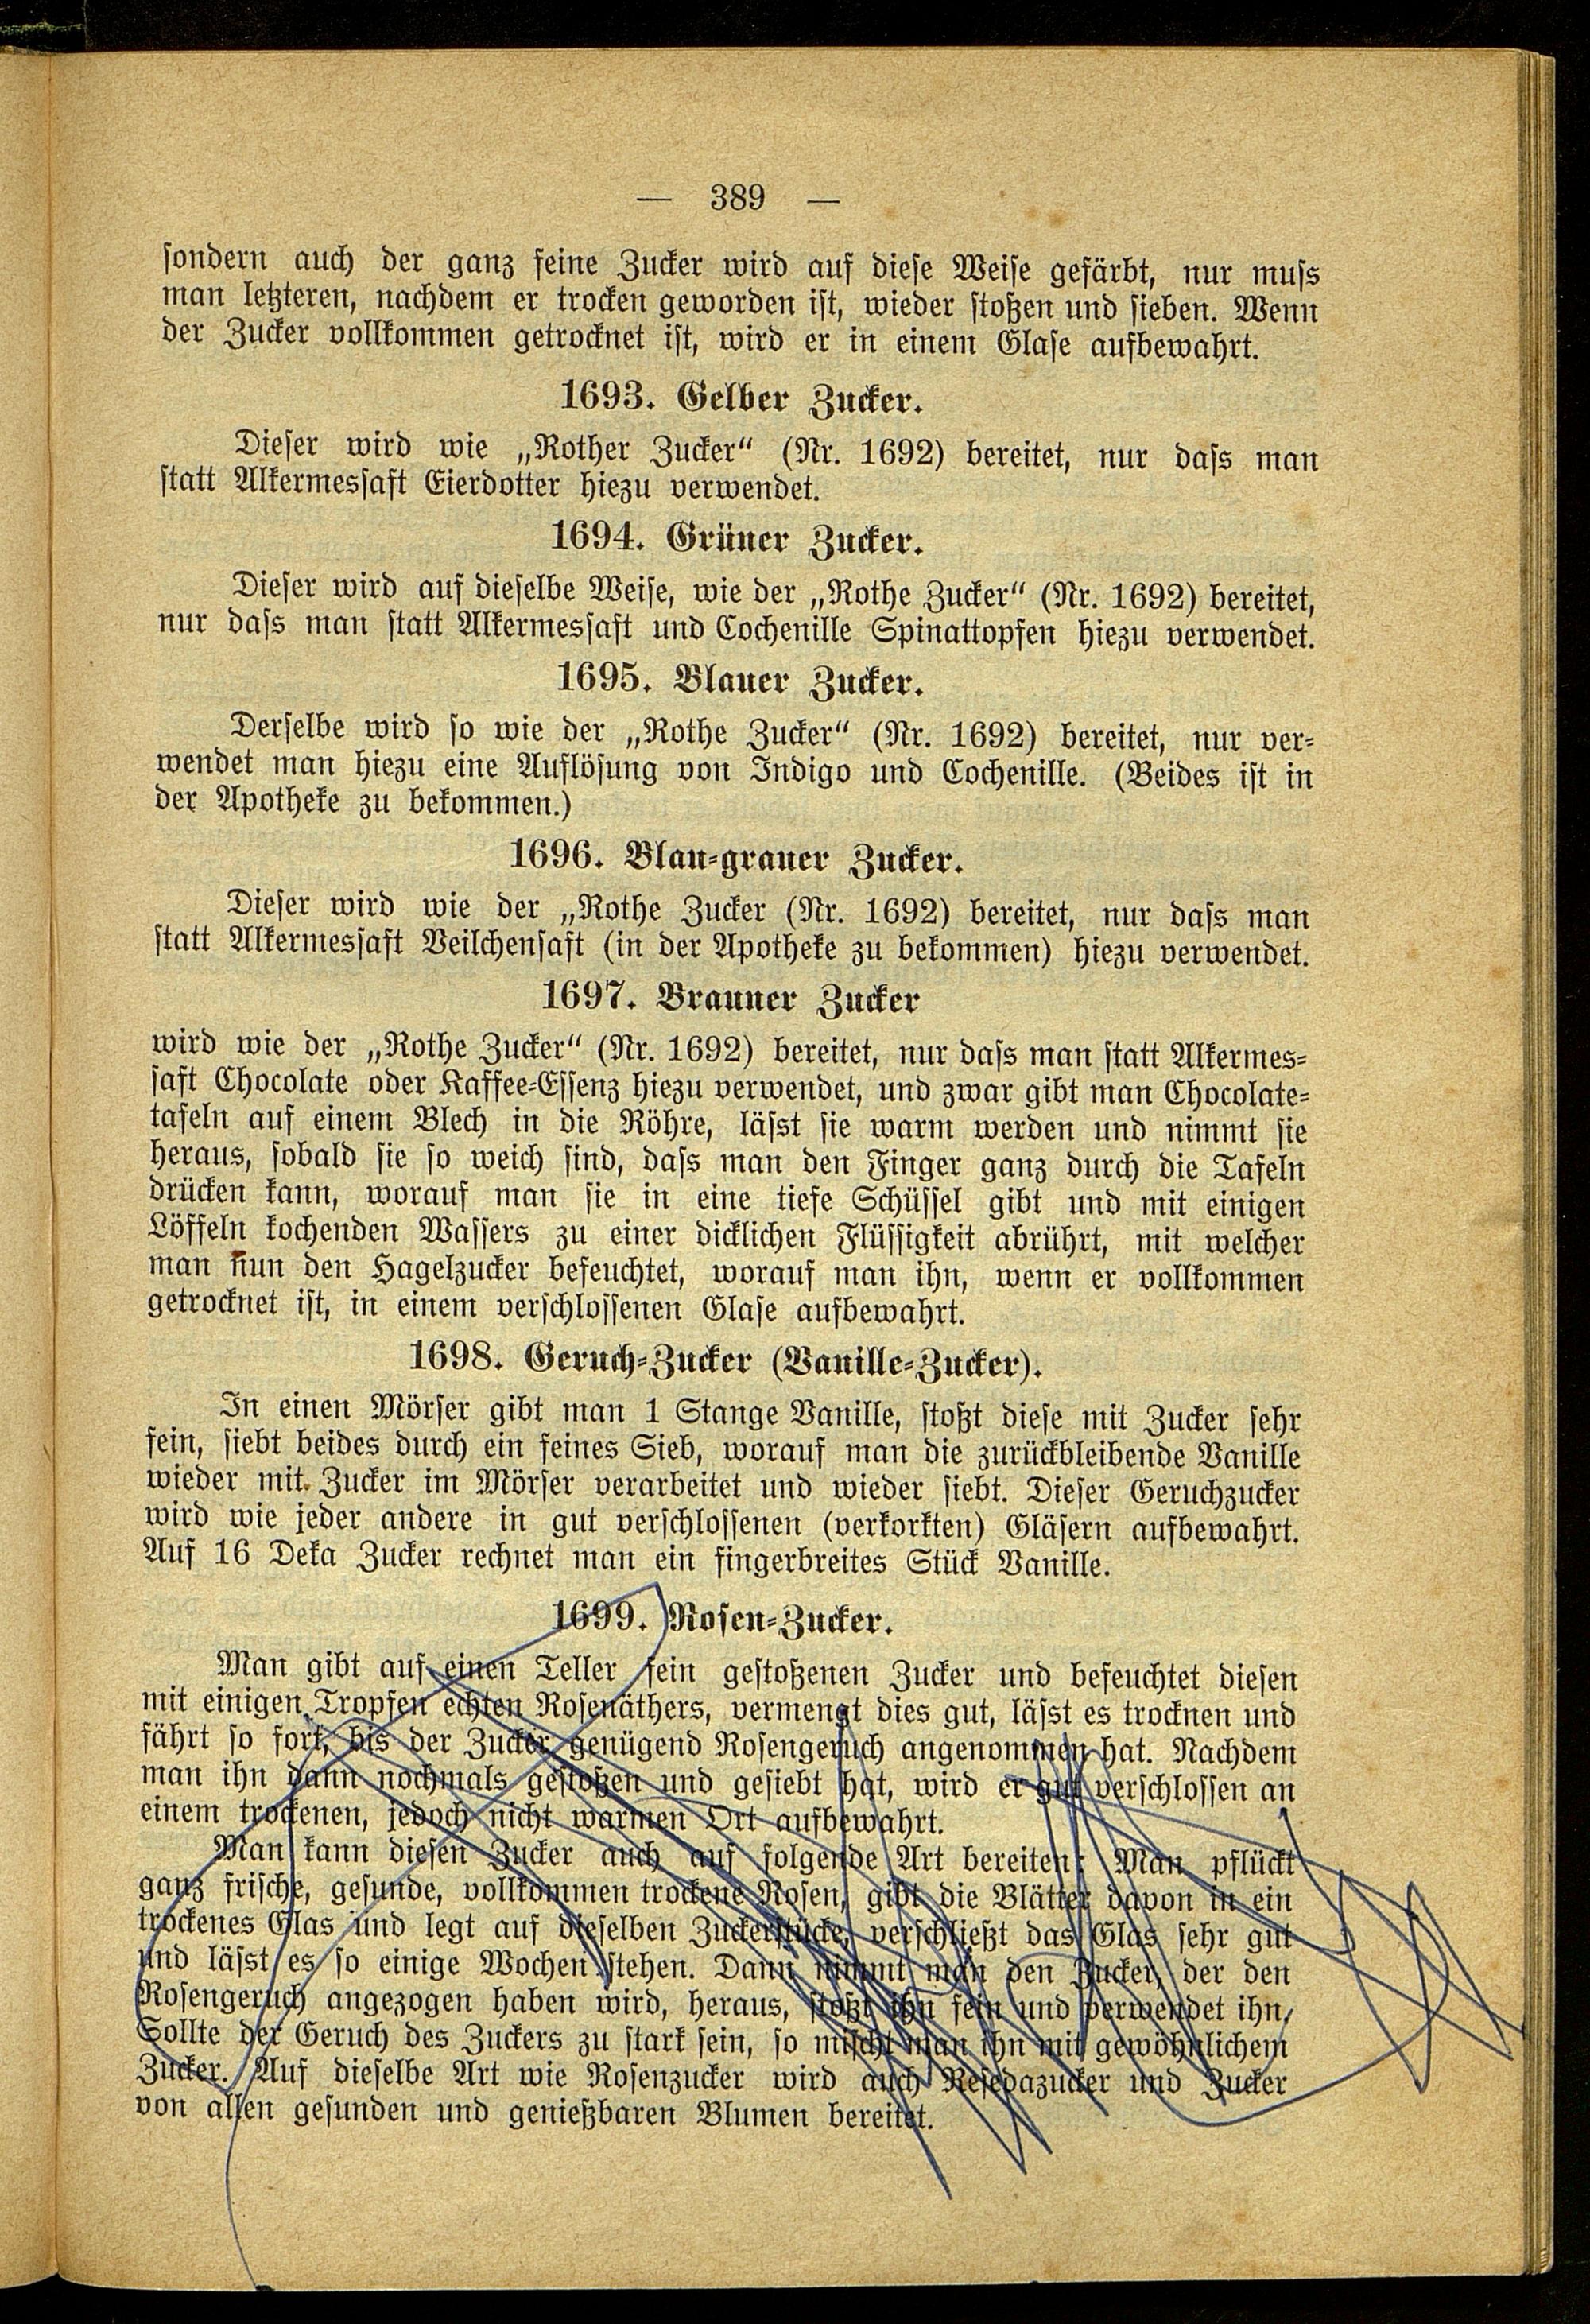 — 389 —
sondern auch der ganz feine Zucker wird auf diese Weise gefärbt, nur muss
man letzteren, nachdem er trocken geworden ist, wieder stoßen und sieben. Wenn
der Zucker vollkommen getrocknet ist, wird er in einem Glase aufbewahrt.
1693. Gelber Zucker.
Dieser wird wie „Rother Zucker“ (Nr. 1692) bereitet, nur dass man
statt Alkermessaft Eierdotter hiezu verwendet.
1694. Grüner Zucker.
Dieser wird auf dieselbe Weise, wie der „Rothe Zucker“ (Nr. 1692) bereitet,
nur dass man statt Alkermessaft und Cochenille Spinattopfen hiezu verwendet.
1695. Blauer Zucker.
Derselbe wird so wie der „Rothe Zucker“ (Nr. 1692) bereitet, nur ver-
wendet man hiezu eine Auflösung von Indigo und Cochenille. (Beides ist in
der Apotheke zu bekommen.)
1696. Blau-grauer Zucker.
Dieser wird wie der „Rothe Zucker (Nr. 1692) bereitet, nur dass man
statt Alkermessaft Veilchensaft (in der Apotheke zu bekommen) hiezu verwendet.
1697. Brauner Zucker
wird wie der „Rothe Zucker“ (Nr. 1692) bereitet, nur dass man statt Alkermes-
saft Chocolate oder Kaffee-Essenz hiezu verwendet, und zwar gibt man Chocolate-
tafeln auf einem Blech in die Röhre, lässt sie warm werden und nimmt sie
heraus, sobald sie so weich sind, dass man den Finger ganz durch die Tafeln
drücken kann, worauf man sie in eine tiefe Schüssel gibt und mit einigen
Löffeln kochenden Wassers zu einer dicklichen Flüssigkeit abrührt, mit welcher
man nun den Hagelzucker befeuchtet, worauf man ihn, wenn er vollkommen
getrocknet ist, in einem verschlossenen Glase aufbewahrt.
1698. Geruch-Zucker (Vanille-Zucker).
In einen Mörser gibt man 1 Stange Vanille, stoßt diese mit Zucker sehr
fein, siebt beides durch ein feines Sieb, worauf man die zurückbleibende Vanille
wieder mit Zucker im Mörser verarbeitet und wieder siebt. Dieser Geruchzucker
wird wie jeder andere in gut verschlossenen (verkorkten) Gläsern aufbewahrt.
Auf 16 Deka Zucker rechnet man ein fingerbreites Stück Vanille.
1699. Rosen-Zucker.
Man gibt auf einen Teller fein gestoßenen Zucker und befeuchtet diesen
mit einigen Tropfen echten Rosenäthers, vermengt dies gut, lässt es trocknen und
fährt so fort, bis der Zucker genügend Rosengeruch angenommen hat. Nachdem
man ihn dann nochmals gestoßen und gesiebt hat, wird er gut verschlossen an
einem trockenen, jedoch nicht warmen Ort aufbewahrt.
Man kann diesen Zucker auch auf folgende Art bereiten: Man pflückt
ganz frische, gesunde, vollkommen trockene Rosen, gibt die Blätter davon in ein
trockenes Glas und legt auf dieselben Zuckerstücke, verschließt das Glas sehr gut
und lässt es so einige Wochen stehen. Dann nimmt man den Zucker, der den
Rosengeruch angezogen haben wird, heraus, stoßt ihn fein und verwendet ihn.
Sollte der Geruch des Zuckers zu stark sein, so mischt man ihn mit gewöhnlichem
Zucker. Auf dieselbe Art wie Rosenzucker wird auch Resedazucker und Zucker
von allen gesunden und genießbaren Blumen bereitet.